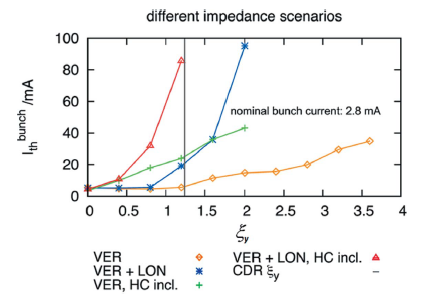 different impedance scenarios
I_th^bunch /mA
100
80
60
40
20
0
nominal bunch current: 2.8 mA
0 0.5 1 1.5 2 2.5 3 3.5 4
ξ_y
VER
VER + LON
VER, HC incl.
VER + LON, HC incl.
CDR ξ_y